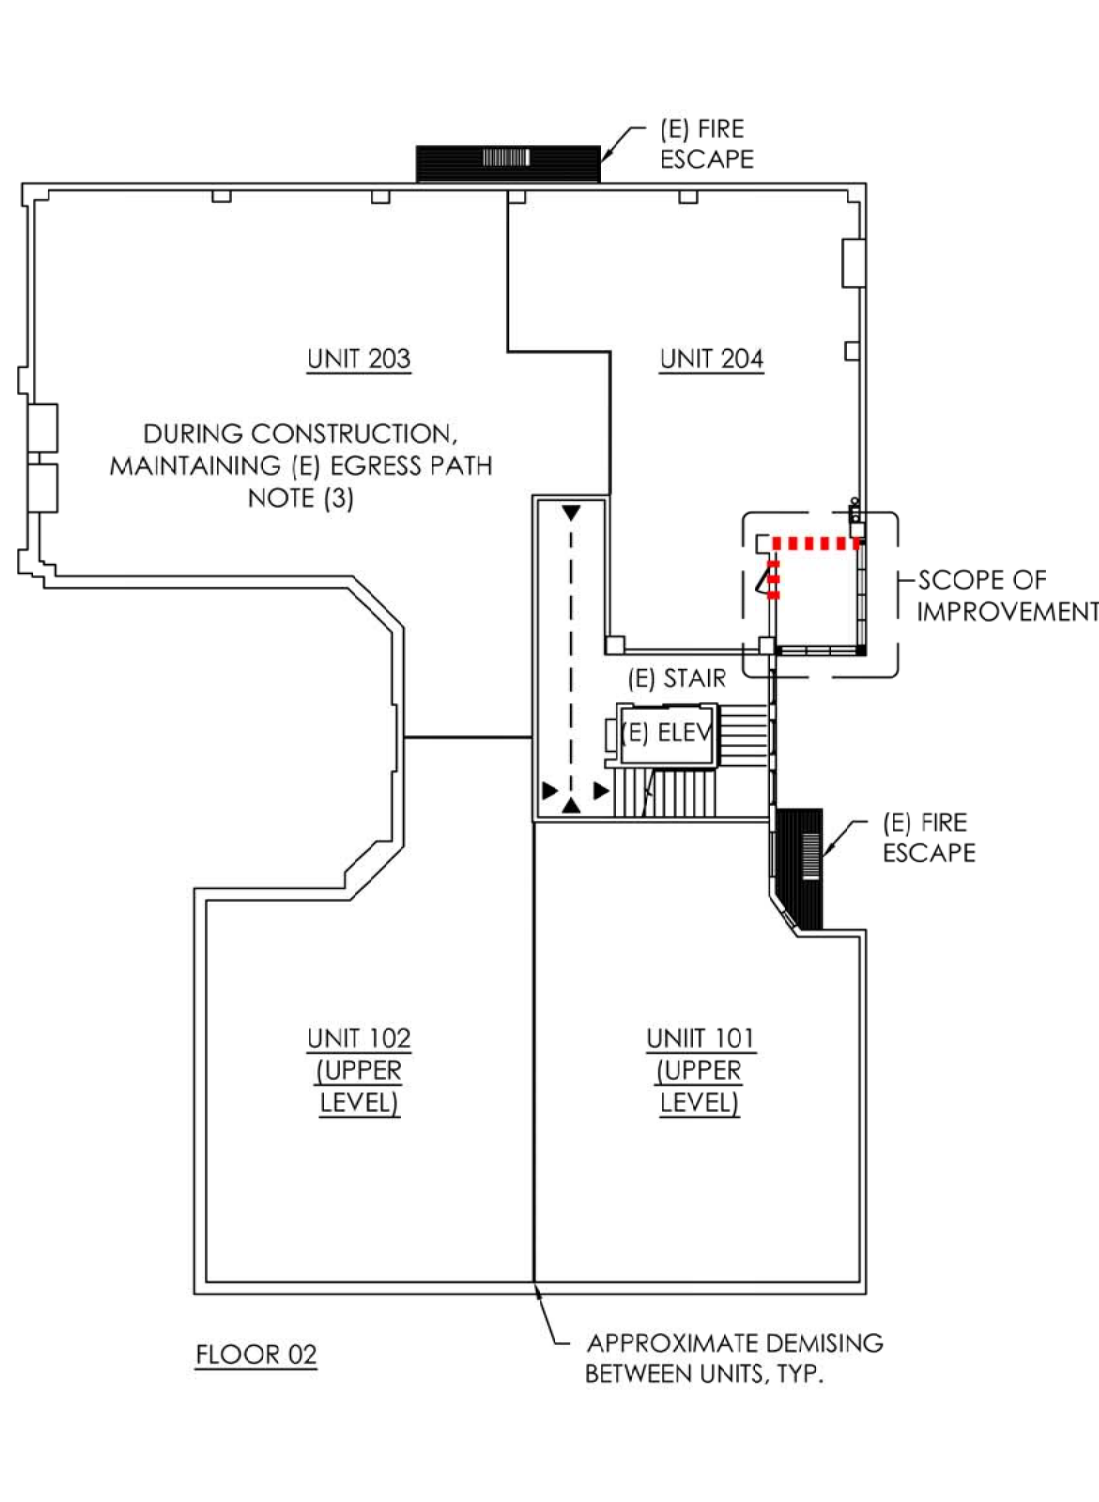 (E) FIRE
ESCAPE
UNIT 203
UNIT 204
DURING CONSTRUCTION,
MAINTAINING (E) EGRESS PATH
NOTE (3)
SCOPE OF
IMPROVEMENT
(E) STAIR
(E) ELEV
(E) FIRE
ESCAPE
UNIT 102
(UPPER
LEVEL)
UNIIT 101
(UPPER
LEVEL)
APPROXIMATE DEMISING
BETWEEN UNITS, TYP.
FLOOR 02